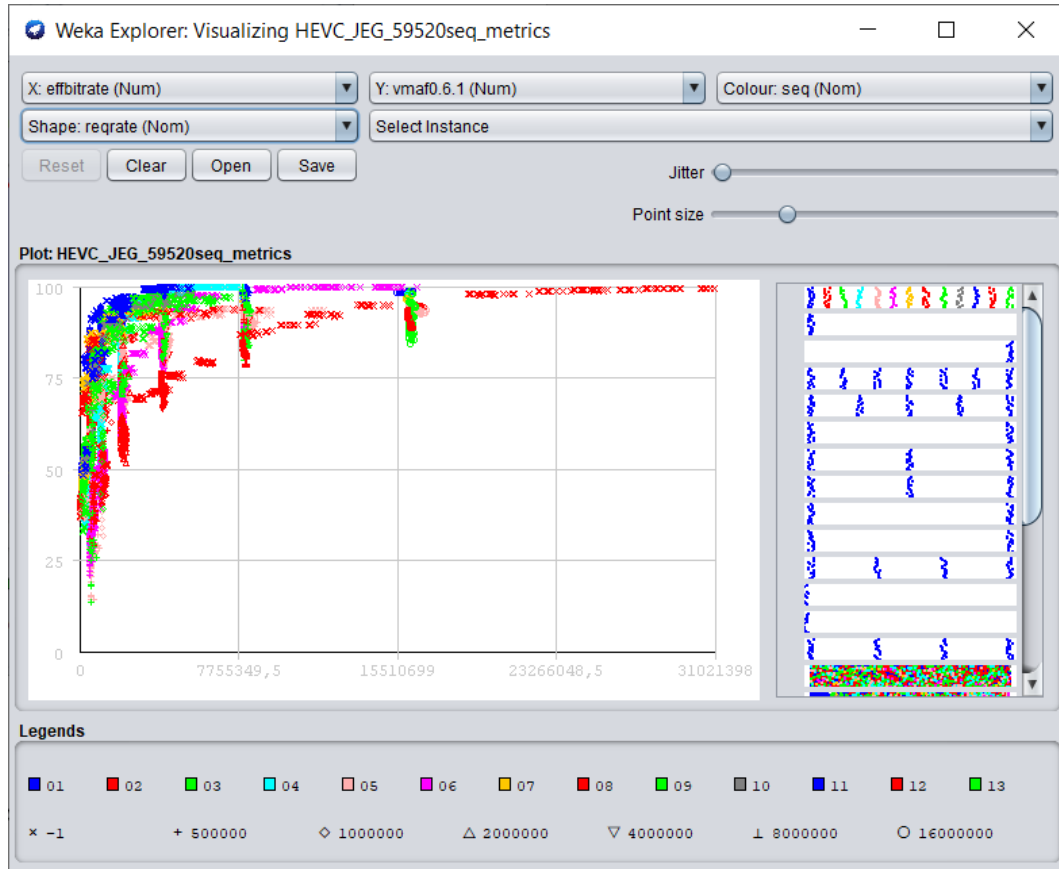 Weka Explorer: Visualizing HEVC_JEG_59520seq_metrics
X: effbitrate (Num) Y: vmaf0.6.1 (Num) Colour: seq (Nom)
Shape: reqrate (Nom) Select Instance
Reset Clear Open Save Jitter
Point size
Plot: HEVC_JEG_59520seq_metrics
100
75
50
25
0
0 7755349,5 15510699 23266048,5 31021398
Legends
01 02 03 04 05 06 07 08 09 10 11 12 13
× -1 + 500000 ◇ 1000000 △ 2000000 ▽ 4000000 ⊥ 8000000 ○ 16000000